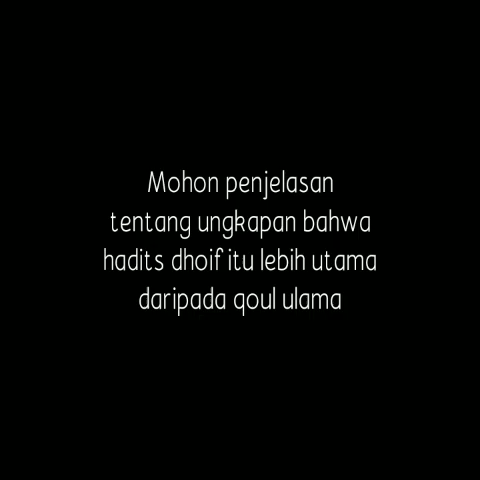 Mohon penjelasan
tentang ungkapan bahwa
hadits dhoif itu lebih utama
daripada qoul ulama